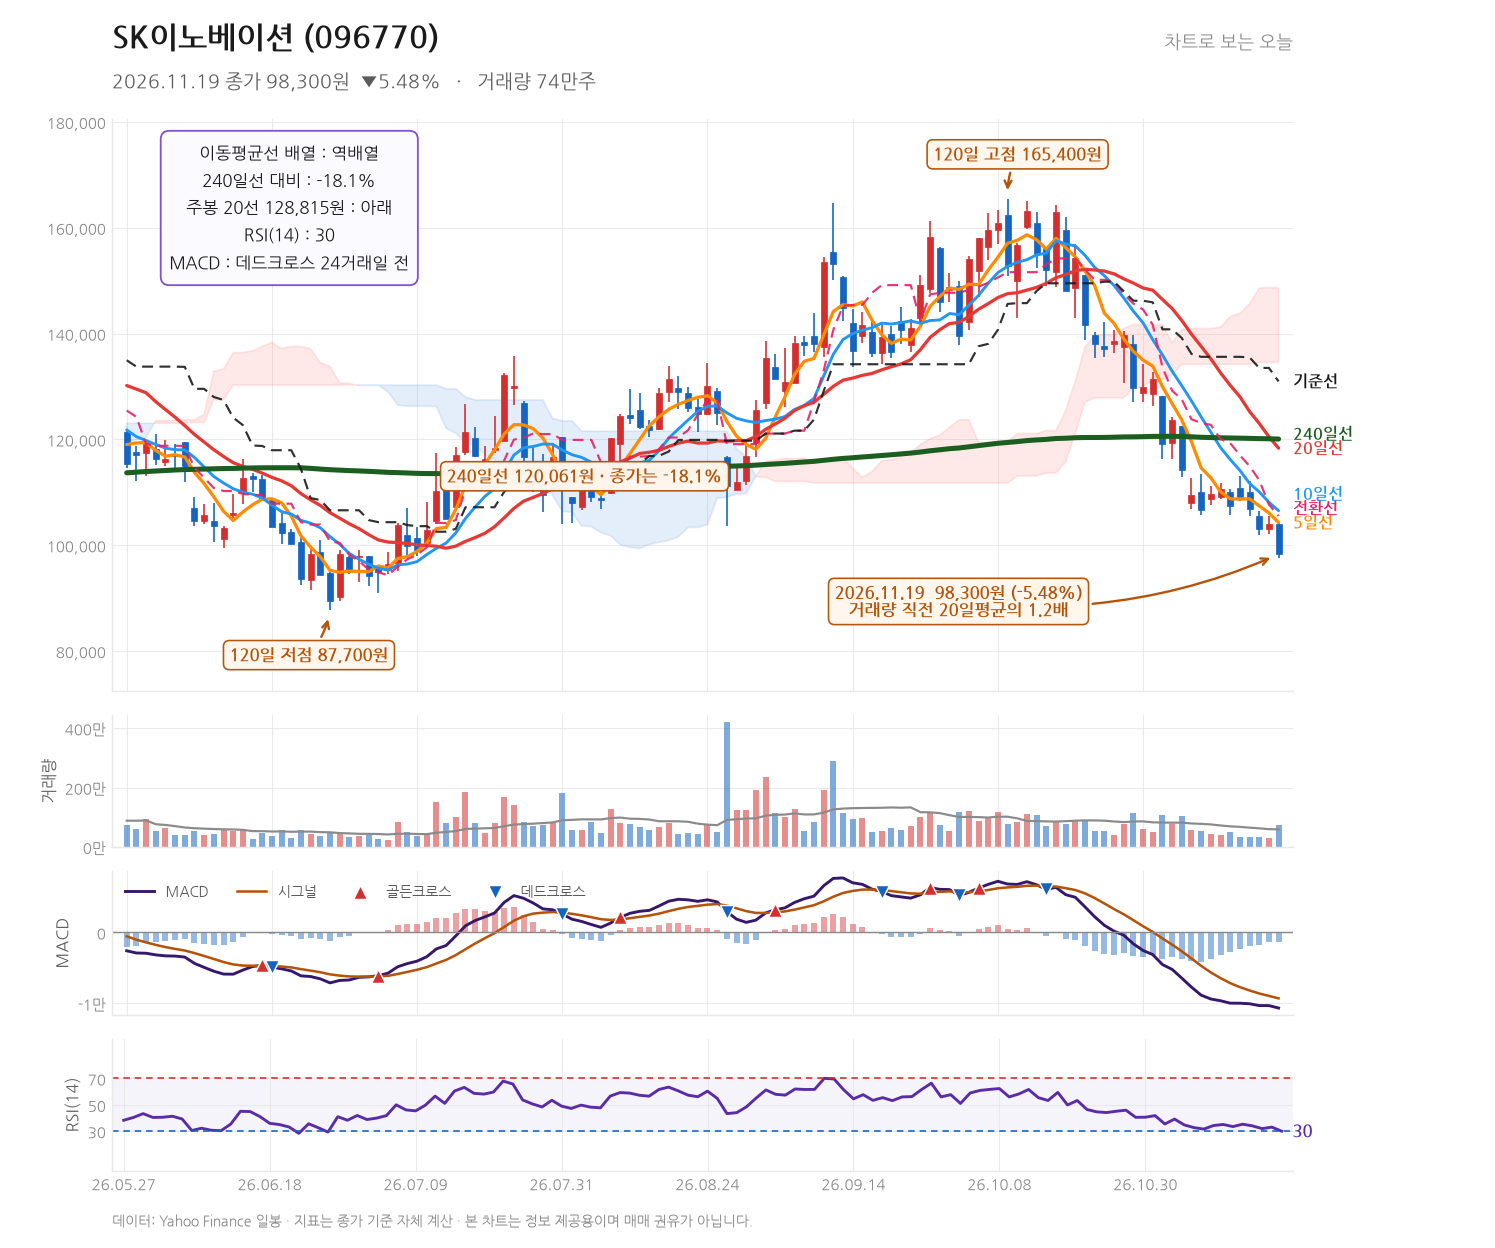 SK이노베이션 (096770)
차트로 보는 오늘
2026.11.19 종가 98,300원 ▼5.48% · 거래량 74만주
180,000
160,000
140,000
120,000
100,000
80,000
이동평균선 배열 : 역배열
240일선 대비 : -18.1%
주봉 20선 128,815원 : 아래
RSI(14) : 30
MACD : 데드크로스 24거래일 전
120일 고점 165,400원
240일선 120,061원 · 종가는 -18.1%
2026.11.19 98,300원 (-5.48%)
거래량 직전 20일평균의 1.2배
120일 저점 87,700원
기준선
240일선
20일선
10일선
전환선
5일선
거래량
400만
200만
0만
MACD
MACD
시그널
골든크로스
데드크로스
0
-1만
RSI(14)
70
50
30
30
26.05.27
26.06.18
26.07.09
26.07.31
26.08.24
26.09.14
26.10.08
26.10.30
데이터: Yahoo Finance 일봉 · 지표는 종가 기준 자체 계산 · 본 차트는 정보 제공용이며 매매 권유가 아닙니다.